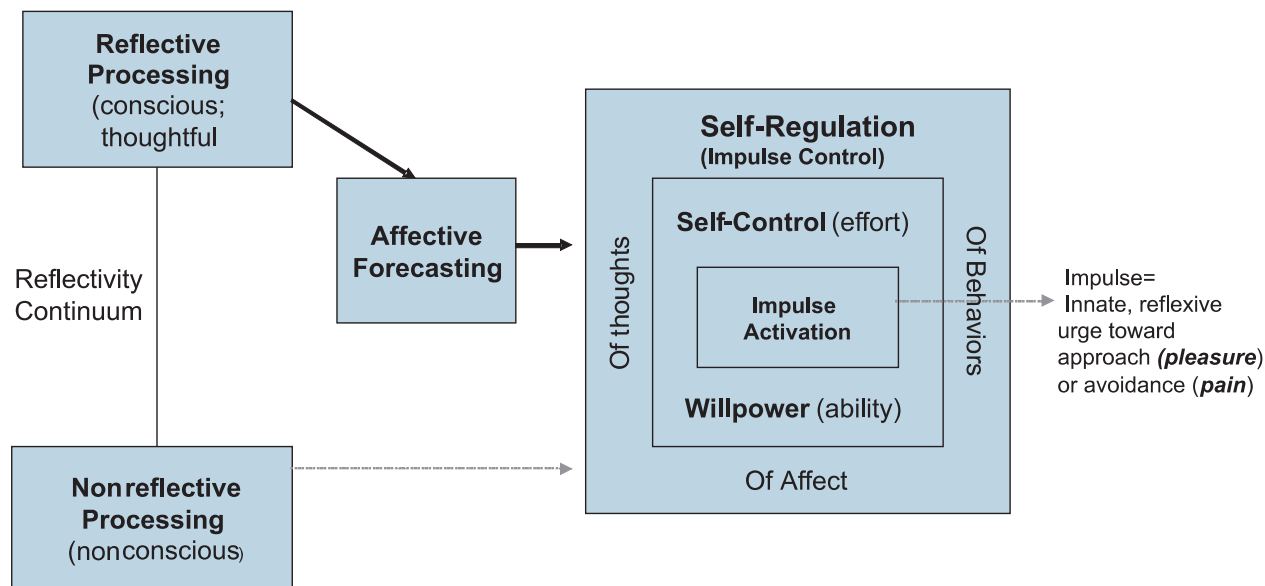 Reflective
Processing
(conscious;
thoughtful
Affective
Forecasting
Reflectivity
Continuum
Nonreflective
Processing
(nonconscious)
Self-Regulation
(Impulse Control)
Of thoughts
Self-Control (effort)
Impulse
Activation
Willpower (ability)
Of Behaviors
Of Affect
Impulse=
Innate, reflexive
urge toward
approach (pleasure)
or avoidance (pain)